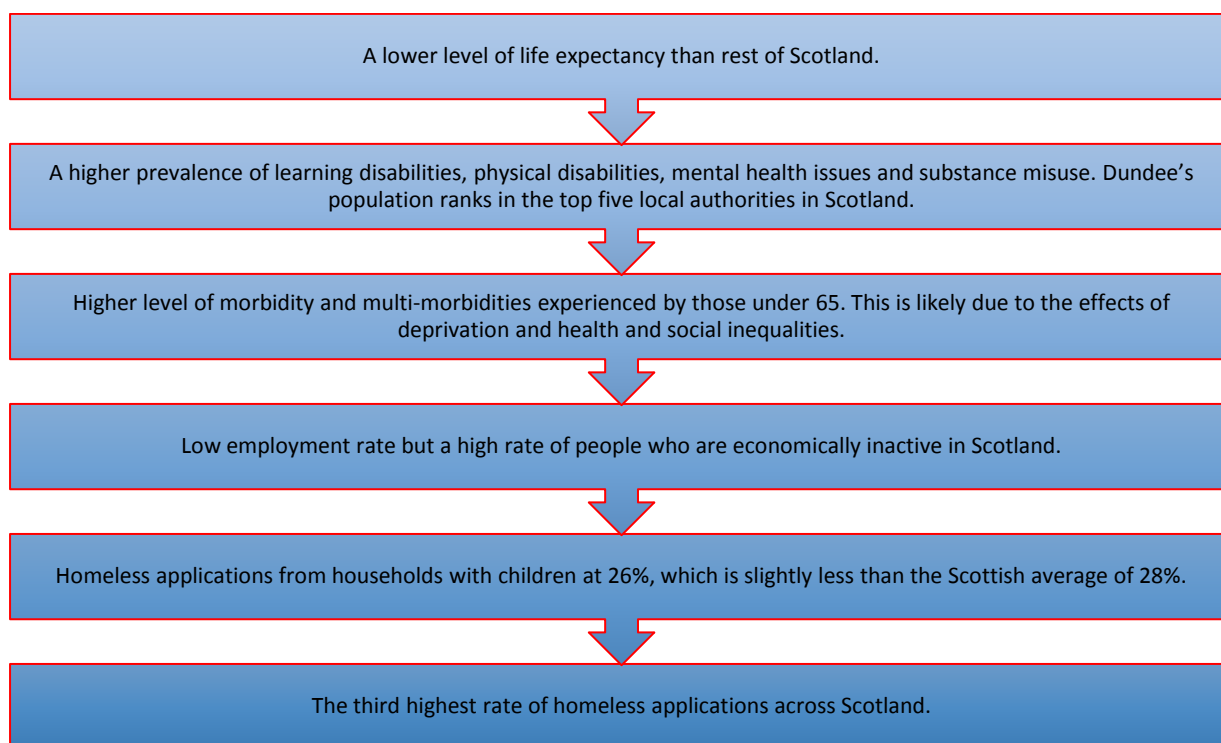 A lower level of life expectancy than rest of Scotland.
A higher prevalence of learning disabilities, physical disabilities, mental health issues and substance misuse. Dundee’s
population ranks in the top five local authorities in Scotland.
Higher level of morbidity and multi-morbidities experienced by those under 65. This is likely due to the effects of
deprivation and health and social inequalities.
Low employment rate but a high rate of people who are economically inactive in Scotland.
Homeless applications from households with children at 26%, which is slightly less than the Scottish average of 28%.
The third highest rate of homeless applications across Scotland.